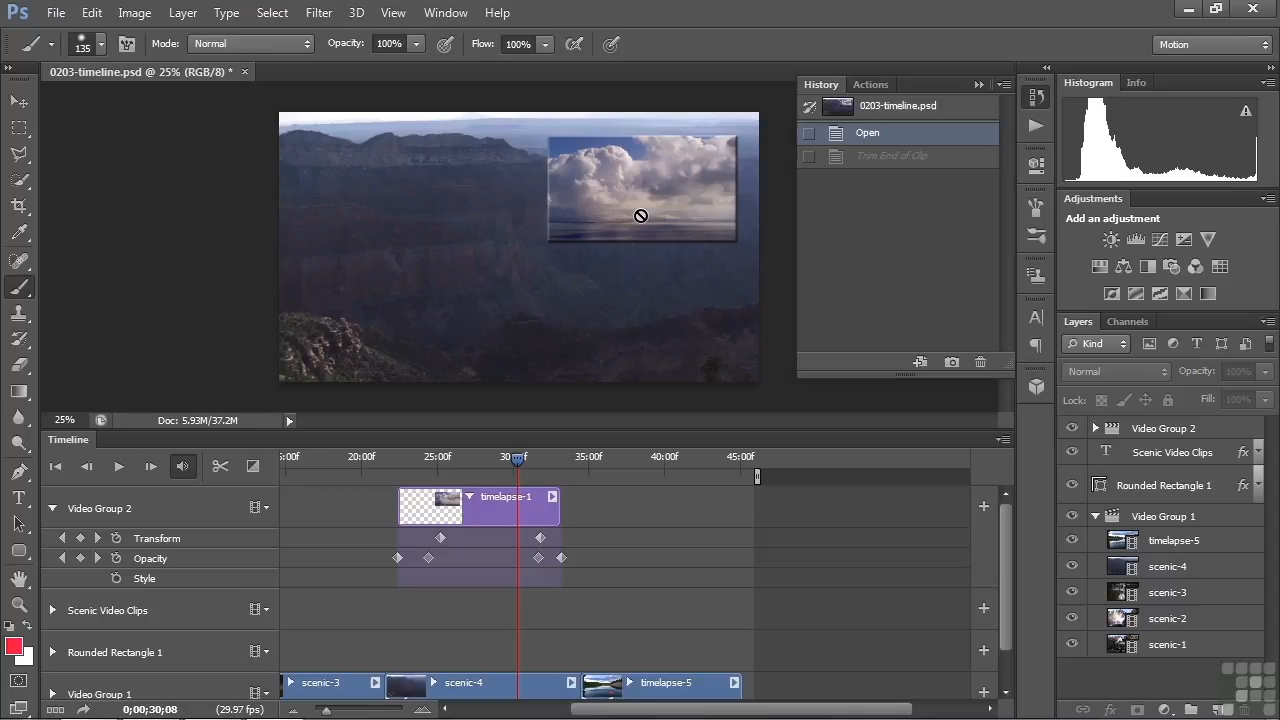 Ps File Edit Image Layer Type Select Filter 3D View Window Help
135 Mode: Normal Opacity: 100% Flow: 100% Motion
0203-timeline.psd @ 25% (RGB/8) * ×
History Actions
0203-timeline.psd
Open
Trim End of Clip
Histogram Info
Adjustments
Add an adjustment
Layers Channels
Kind
Normal Opacity: 100%
Lock: Fill: 100%
Video Group 2
Scenic Video Clips fx
Rounded Rectangle 1 fx
Video Group 1
timelapse-5
scenic-4
scenic-3
scenic-2
scenic-1
25% Doc: 5.93M/37.2M
Timeline
5:00f 20:00f 25:00f 30:00f 35:00f 40:00f 45:00f
Video Group 2 timelapse-1
Transform
Opacity
Style
Scenic Video Clips
Rounded Rectangle 1
Video Group 1 scenic-3 scenic-4 timelapse-5
0;00;30;08 (29.97 fps)